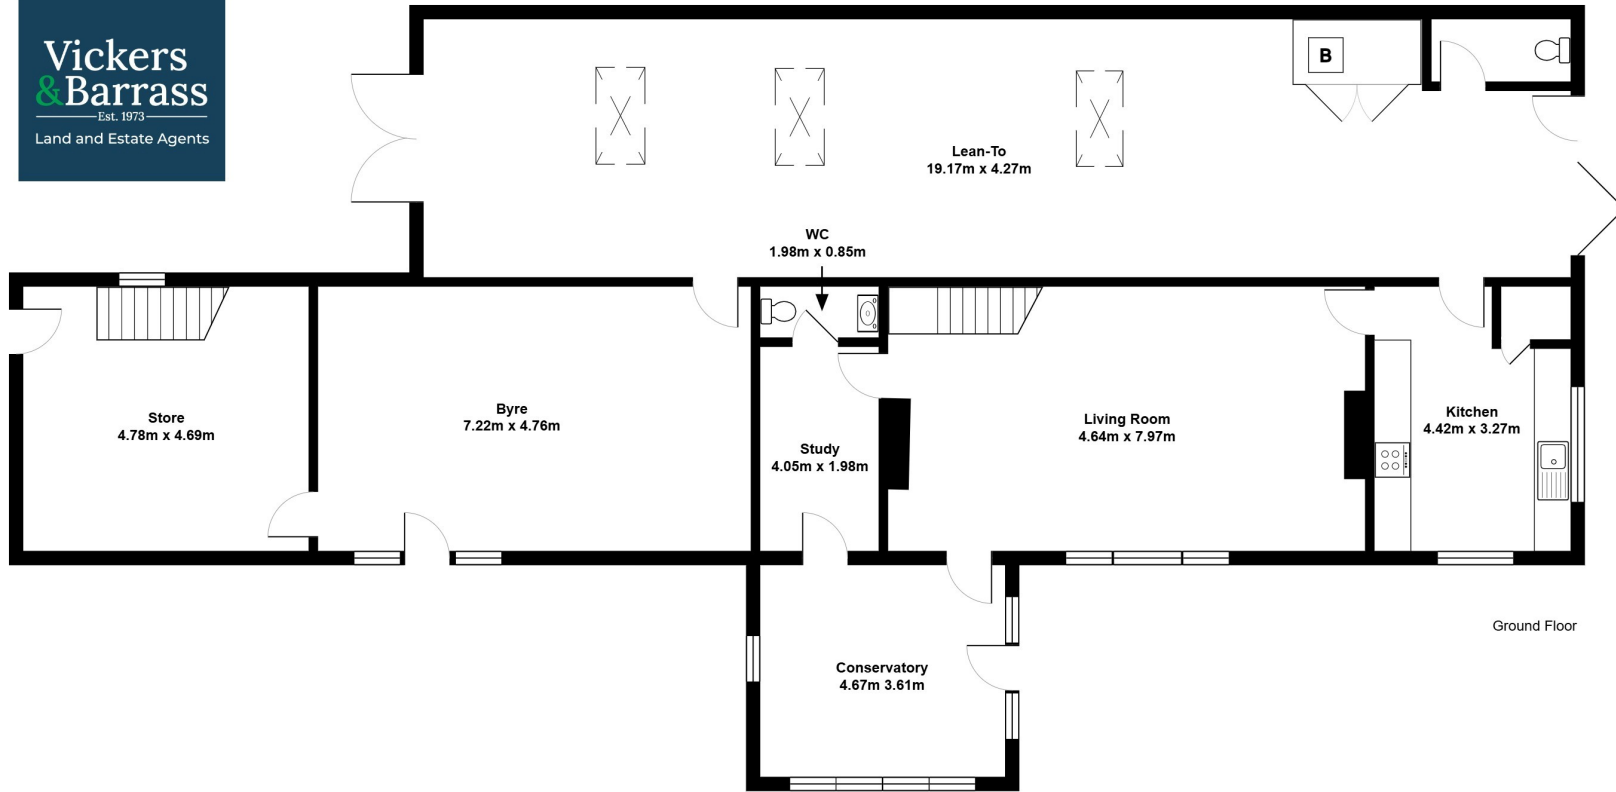 Vickers
&Barrass
Est. 1973
Land and Estate Agents
B
Lean-To
19.17m x 4.27m
WC
1.98m x 0.85m
Store
4.78m x 4.69m
Byre
7.22m x 4.76m
Study
4.05m x 1.98m
Living Room
4.64m x 7.97m
Kitchen
4.42m x 3.27m
Conservatory
4.67m 3.61m
Ground Floor